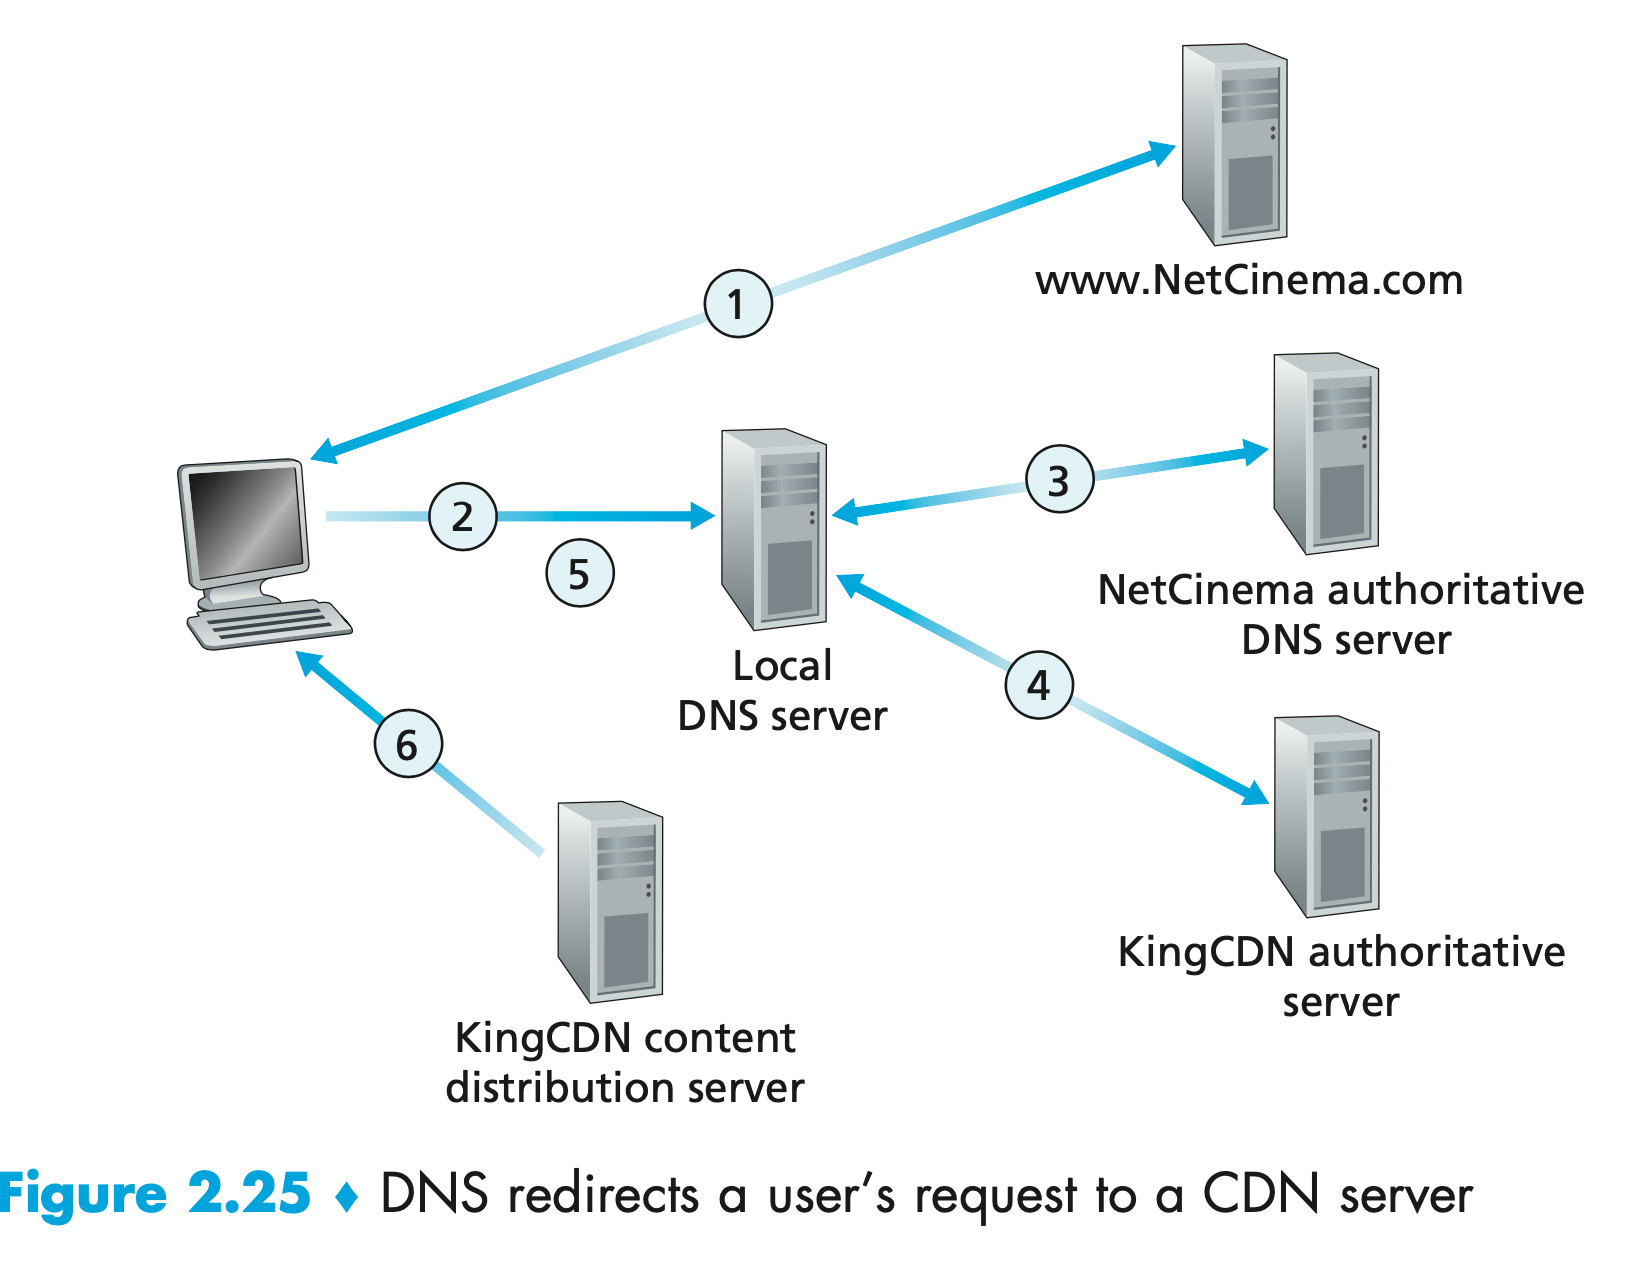 www.NetCinema.com
1
3
2
5
NetCinema authoritative
DNS server
Local
DNS server
4
6
KingCDN authoritative
server
KingCDN content
distribution server
Figure 2.25 ♦ DNS redirects a user’s request to a CDN server